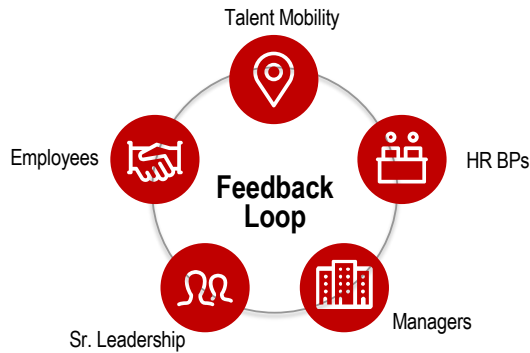 Talent Mobility
Employees
HR BPs
Feedback
Loop
Managers
Sr. Leadership